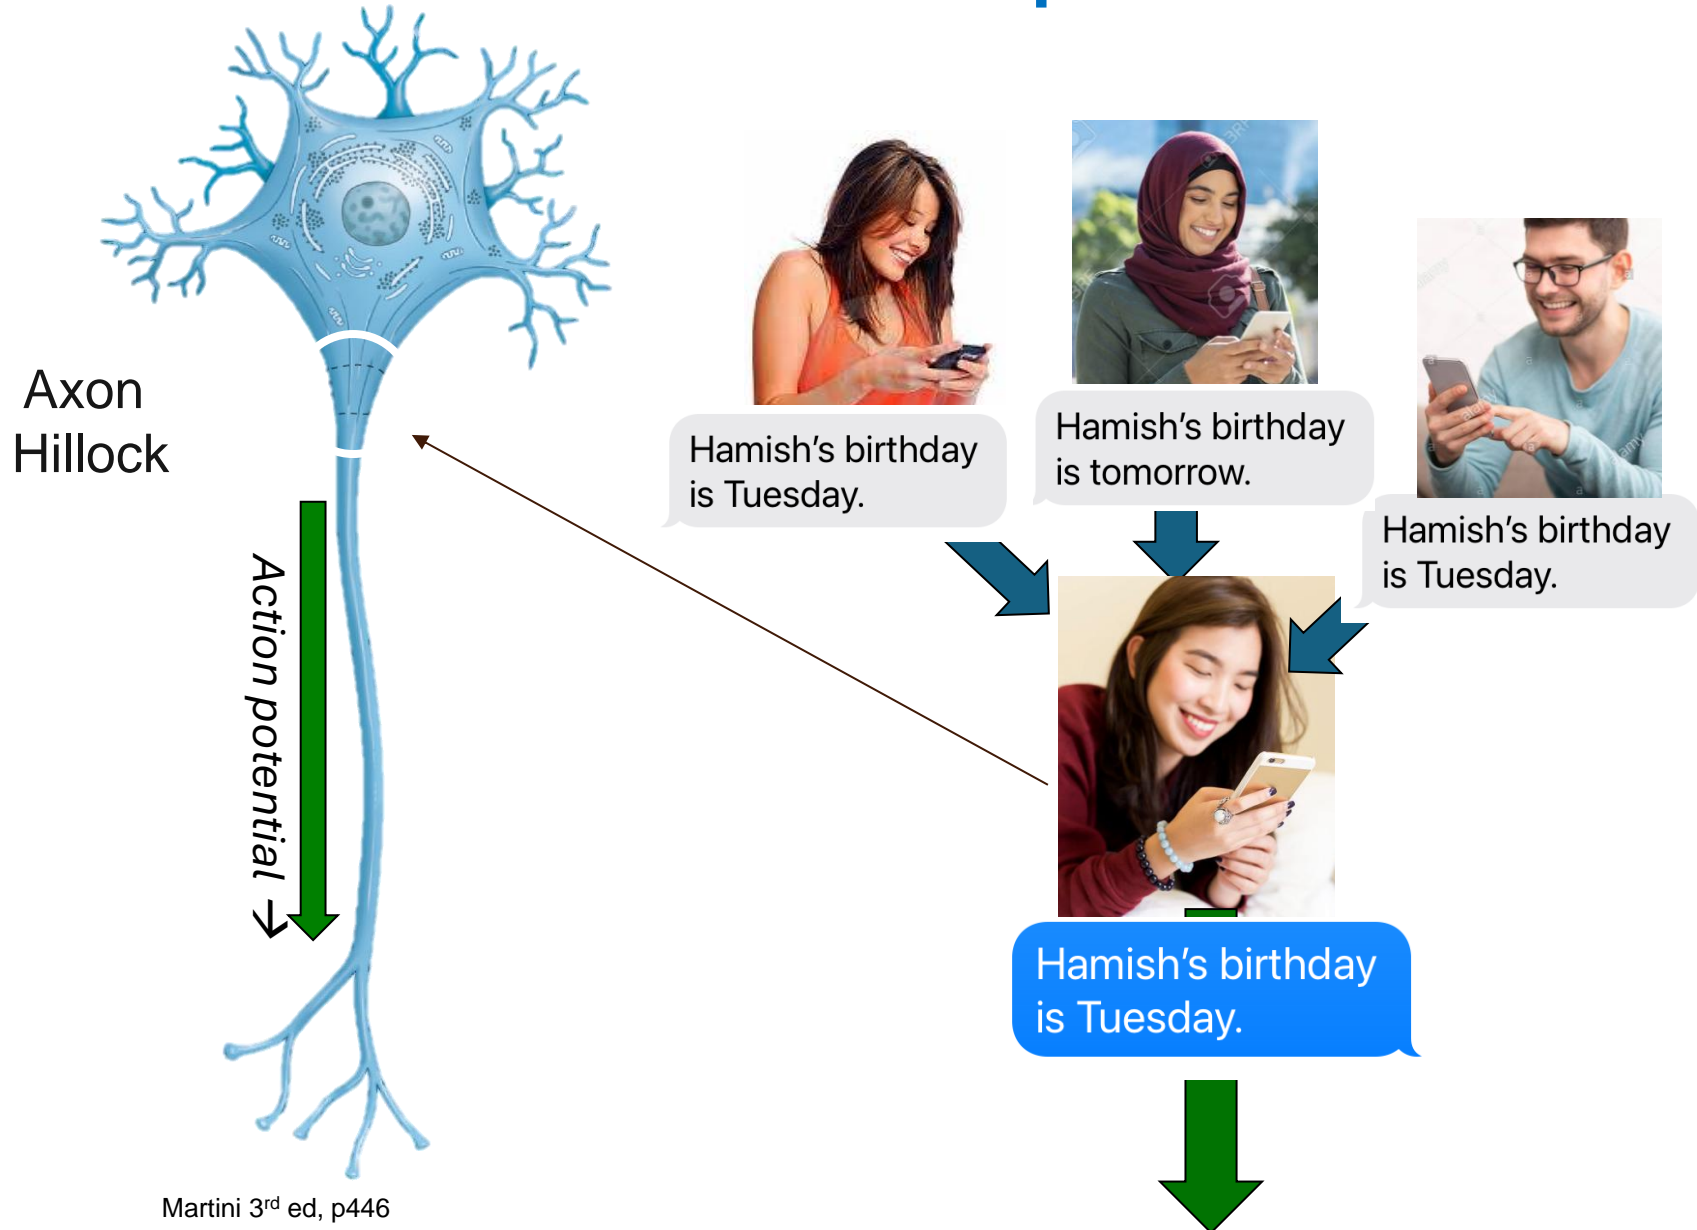 Axon
Hillock
Action potential →
Martini 3rd ed, p446
Hamish’s birthday
is Tuesday.
Hamish’s birthday
is tomorrow.
Hamish’s birthday
is Tuesday.
Hamish’s birthday
is Tuesday.